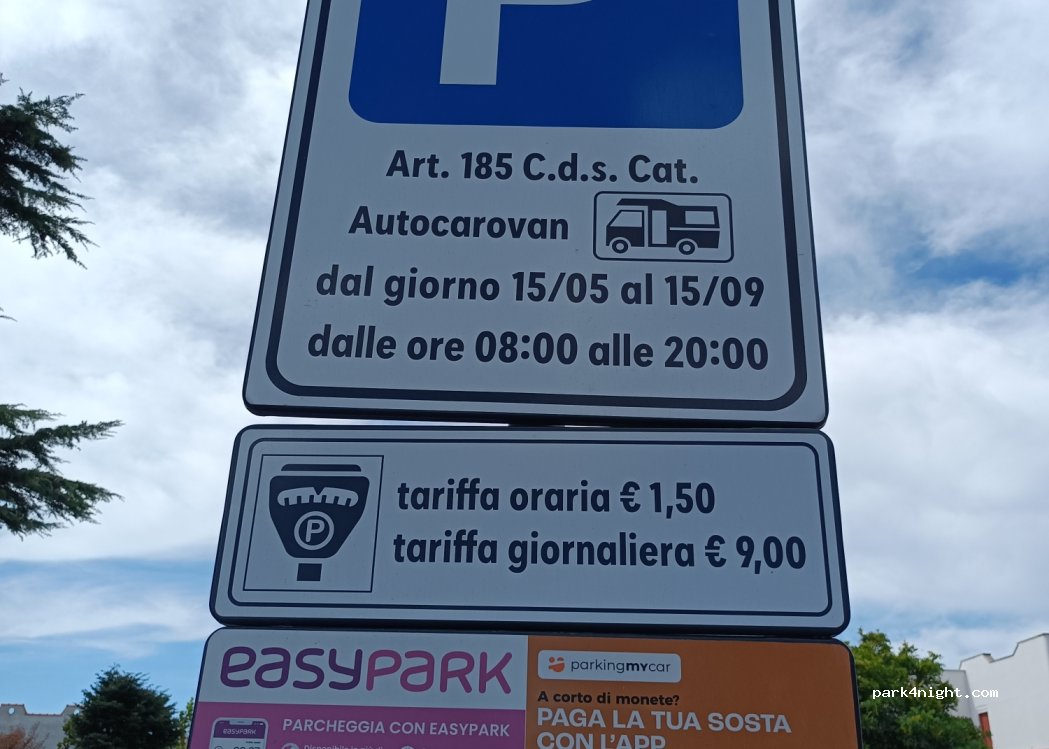 P
Art. 185 C.d.s. Cat.
Autocarovan
dal giorno 15/05 al 15/09
dalle ore 08:00 alle 20:00
P
tariffa oraria € 1,50
tariffa giornaliera € 9,00
easyPARK
PARCHEGGIA CON EASYPARK
easyPARK
parkingmycar
A corto di monete?
PAGA LA TUA SOSTA
CON L'APP
park4night.com